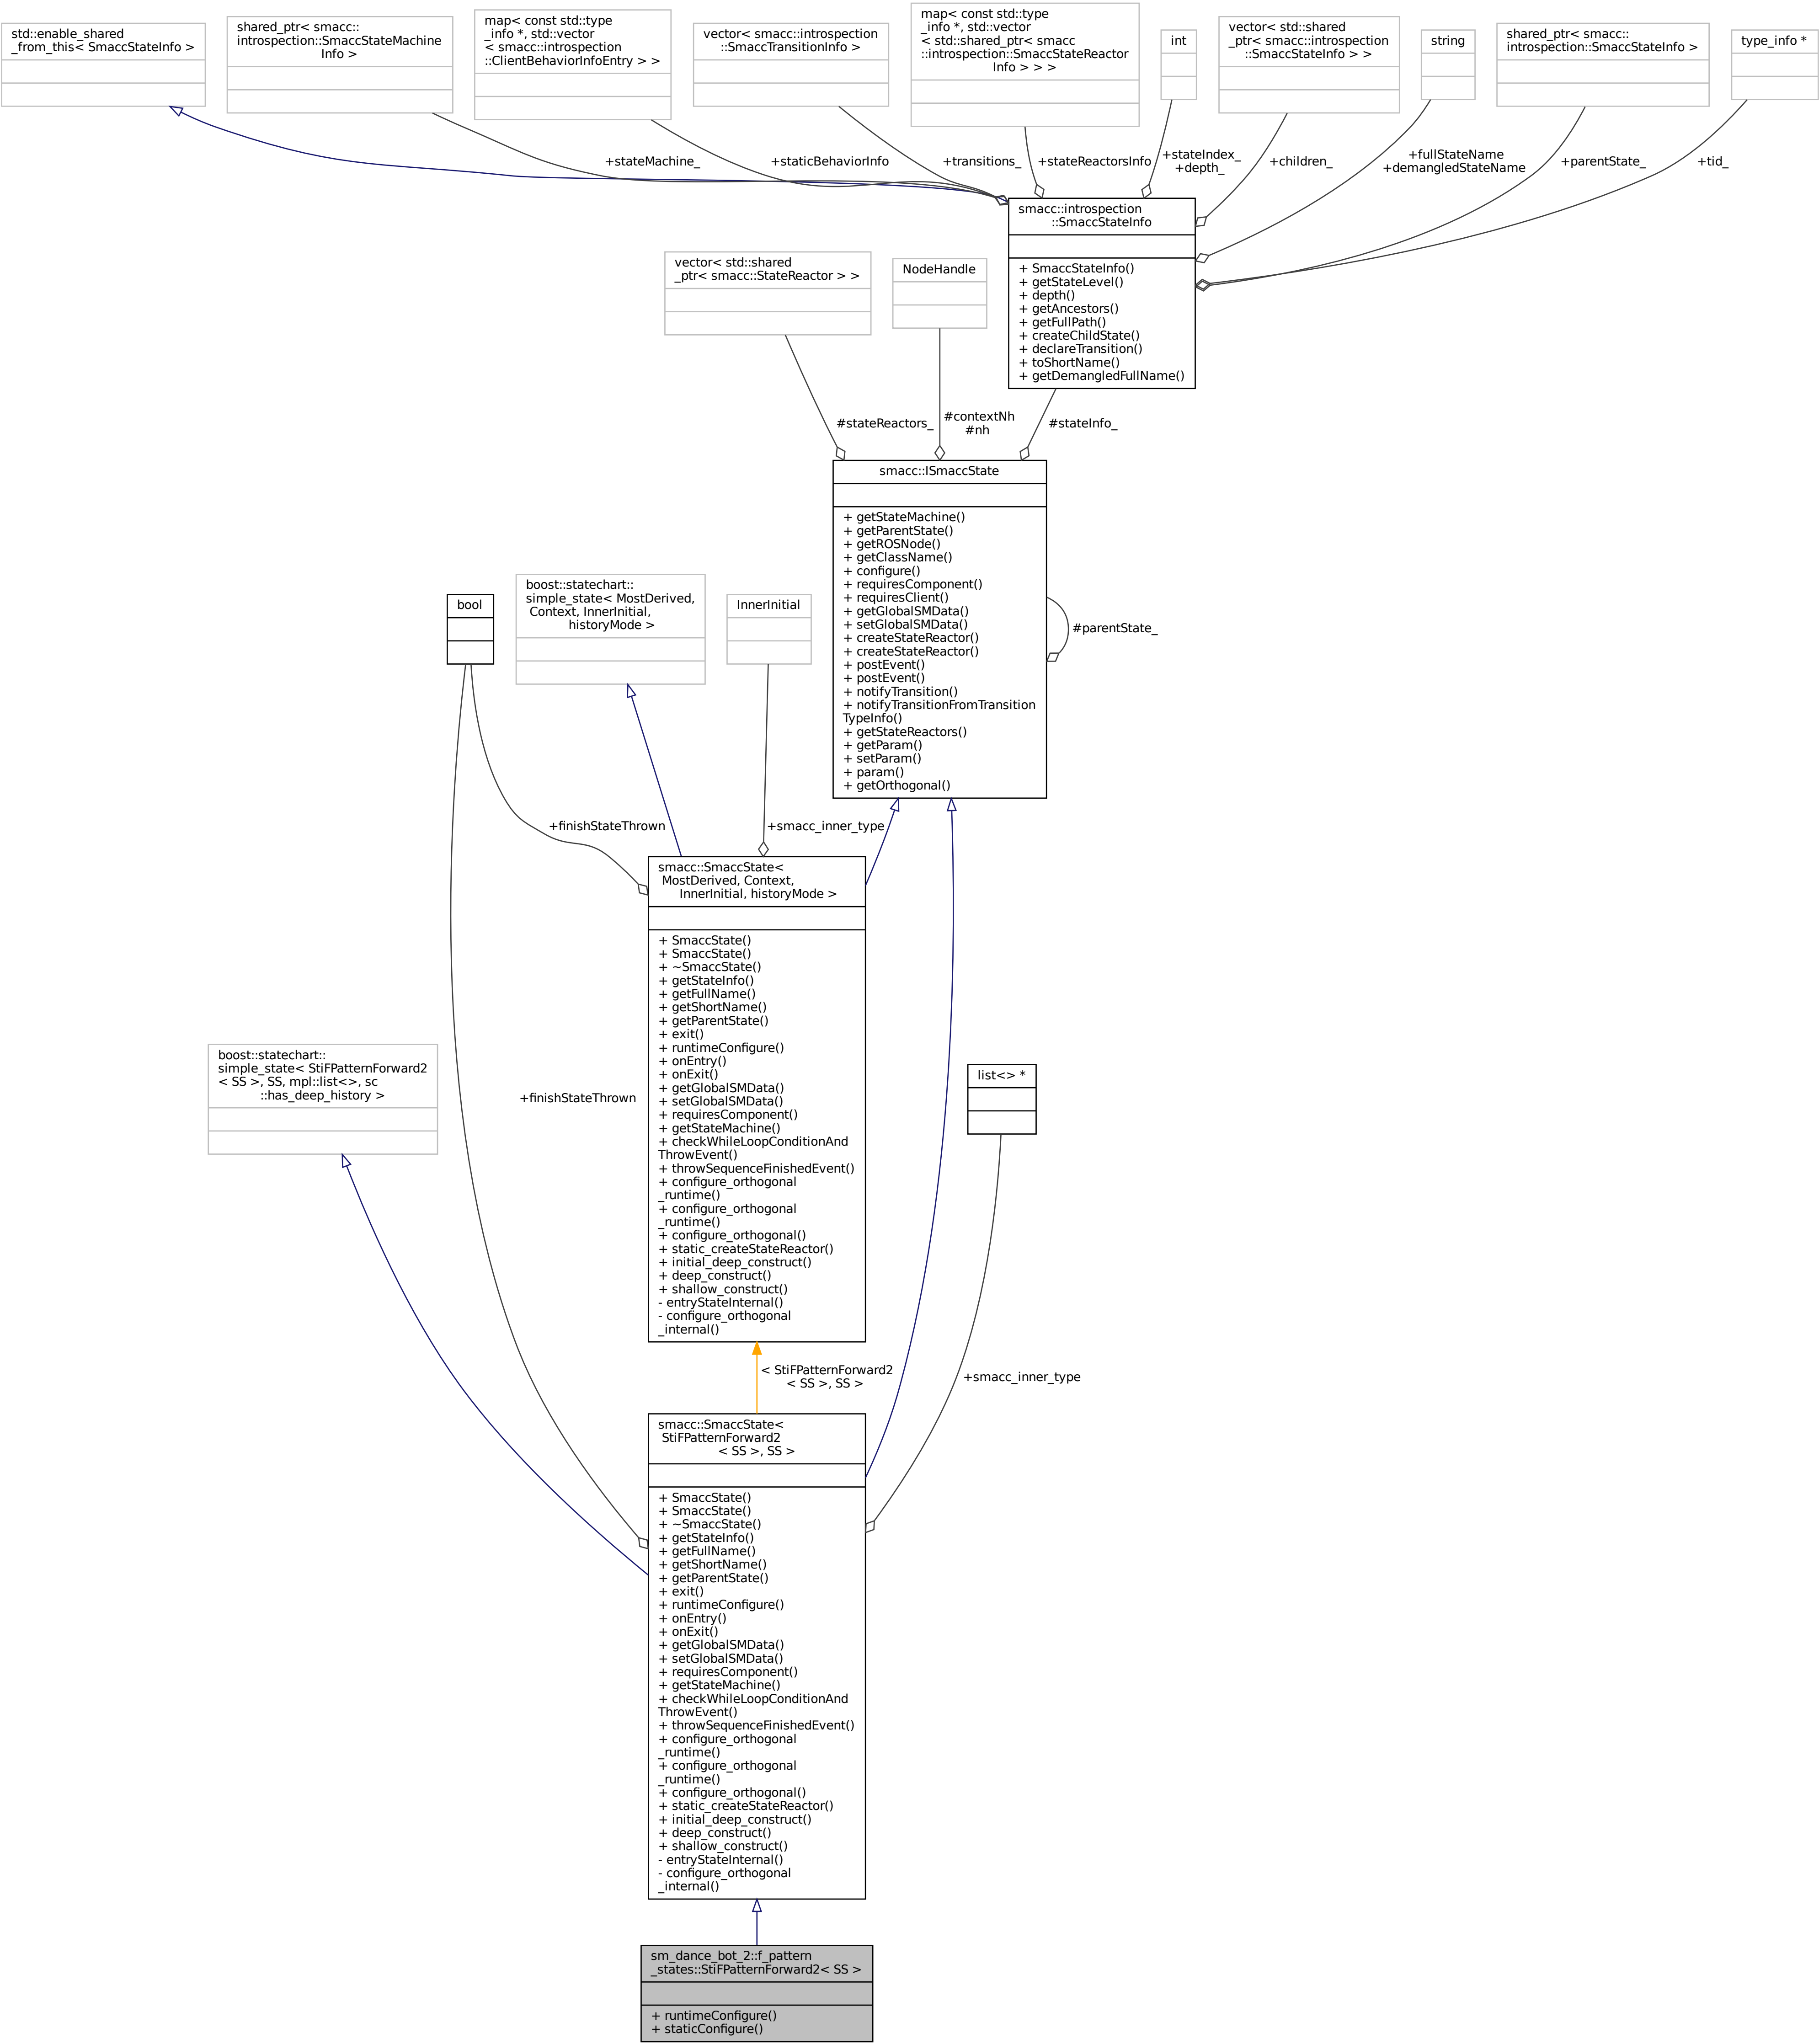 std::enable_shared
_from_this< SmaccStateInfo >
shared_ptr< smacc::
introspection::SmaccStateMachine
Info >
map< const std::type
_info *, std::vector
< smacc::introspection
::ClientBehaviorInfoEntry > >
vector< smacc::introspection
::SmaccTransitionInfo >
map< const std::type
_info *, std::vector
< std::shared_ptr< smacc
::introspection::SmaccStateReactor
Info > > >
int
vector< std::shared
_ptr< smacc::introspection
::SmaccStateInfo > >
string
shared_ptr< smacc::
introspection::SmaccStateInfo >
type_info *
+stateMachine_
+staticBehaviorInfo
+transitions_
+stateReactorsInfo
+stateIndex_
+depth_
+children_
+fullStateName
+demangledStateName
+parentState_
+tid_
smacc::introspection
::SmaccStateInfo
+ SmaccStateInfo()
+ getStateLevel()
+ depth()
+ getAncestors()
+ getFullPath()
+ createChildState()
+ declareTransition()
+ toShortName()
+ getDemangledFullName()
vector< std::shared
_ptr< smacc::StateReactor > >
NodeHandle
#stateReactors_
#contextNh
#nh
#stateInfo_
smacc::ISmaccState
+ getStateMachine()
+ getParentState()
+ getROSNode()
+ getClassName()
+ configure()
+ requiresComponent()
+ requiresClient()
+ getGlobalSMData()
+ setGlobalSMData()
+ createStateReactor()
+ createStateReactor()
+ postEvent()
+ postEvent()
+ notifyTransition()
+ notifyTransitionFromTransition
TypeInfo()
+ getStateReactors()
+ getParam()
+ setParam()
+ param()
+ getOrthogonal()
#parentState_
bool
boost::statechart::
simple_state< MostDerived,
Context, InnerInitial,
historyMode >
InnerInitial
+finishStateThrown
+smacc_inner_type
smacc::SmaccState<
MostDerived, Context,
InnerInitial, historyMode >
+ SmaccState()
+ SmaccState()
+ ~SmaccState()
+ getStateInfo()
+ getFullName()
+ getShortName()
+ getParentState()
+ exit()
+ runtimeConfigure()
+ onEntry()
+ onExit()
+ getGlobalSMData()
+ setGlobalSMData()
+ requiresComponent()
+ getStateMachine()
+ checkWhileLoopConditionAnd
ThrowEvent()
+ throwSequenceFinishedEvent()
+ configure_orthogonal
_runtime()
+ configure_orthogonal
_runtime()
+ configure_orthogonal()
+ static_createStateReactor()
+ initial_deep_construct()
+ deep_construct()
+ shallow_construct()
- entryStateInternal()
- configure_orthogonal
_internal()
boost::statechart::
simple_state< StiFPatternForward2
< SS >, SS, mpl::list<>, sc
::has_deep_history >
+finishStateThrown
list<> *
< StiFPatternForward2
< SS >, SS >
+smacc_inner_type
smacc::SmaccState<
StiFPatternForward2
< SS >, SS >
+ SmaccState()
+ SmaccState()
+ ~SmaccState()
+ getStateInfo()
+ getFullName()
+ getShortName()
+ getParentState()
+ exit()
+ runtimeConfigure()
+ onEntry()
+ onExit()
+ getGlobalSMData()
+ setGlobalSMData()
+ requiresComponent()
+ getStateMachine()
+ checkWhileLoopConditionAnd
ThrowEvent()
+ throwSequenceFinishedEvent()
+ configure_orthogonal
_runtime()
+ configure_orthogonal
_runtime()
+ configure_orthogonal()
+ static_createStateReactor()
+ initial_deep_construct()
+ deep_construct()
+ shallow_construct()
- entryStateInternal()
- configure_orthogonal
_internal()
sm_dance_bot_2::f_pattern
_states::StiFPatternForward2< SS >
+ runtimeConfigure()
+ staticConfigure()